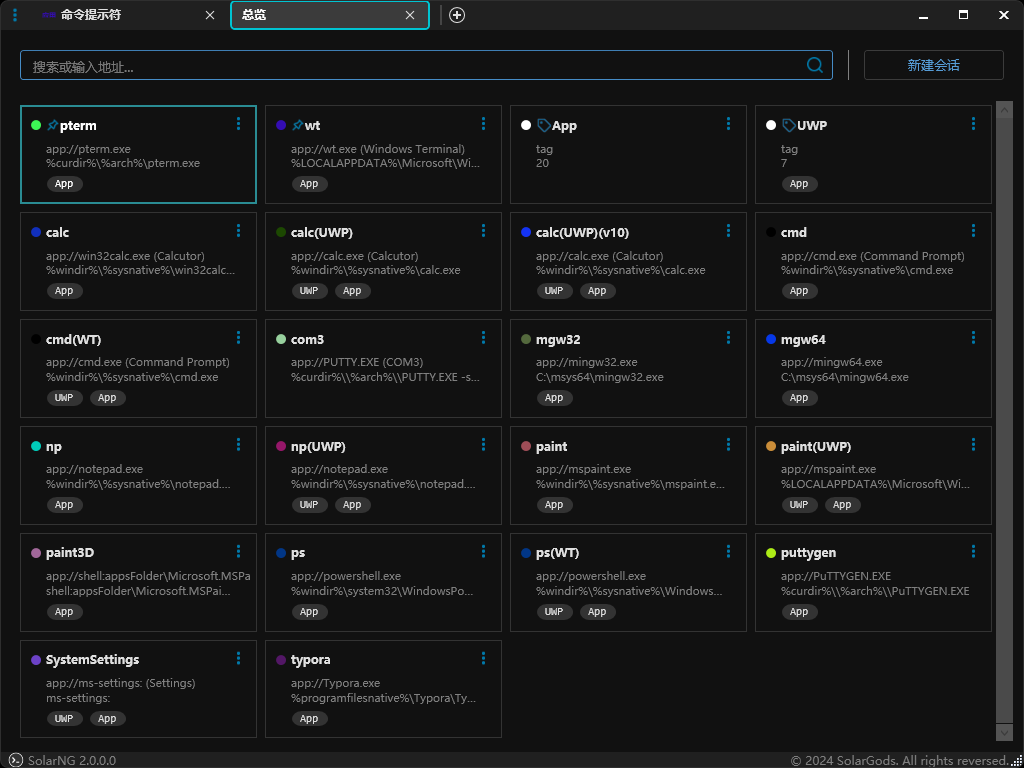 命令提示符
总览
搜索或输入地址...
新建会话
pterm
app://pterm.exe
%curdir%\%arch%\pterm.exe
App
wt
app://wt.exe (Windows Terminal)
%LOCALAPPDATA%\Microsoft\Wi...
App
App
tag
20
UWP
tag
7
App
calc
app://win32calc.exe (Calcutor)
%windir%\%sysnative%\win32calc...
App
calc(UWP)
app://calc.exe (Calcutor)
%windir%\%sysnative%\calc.exe
UWP App
calc(UWP)(v10)
app://calc.exe (Calcutor)
%windir%\%sysnative%\calc.exe
UWP App
cmd
app://cmd.exe (Command Prompt)
%windir%\%sysnative%\cmd.exe
App
cmd(WT)
app://cmd.exe (Command Prompt)
%windir%\%sysnative%\cmd.exe
UWP App
com3
app://PUTTY.EXE (COM3)
%curdir%\\%arch%\\PUTTY.EXE -s...
mgw32
app://mingw32.exe
C:\msys64\mingw32.exe
App
mgw64
app://mingw64.exe
C:\msys64\mingw64.exe
App
np
app://notepad.exe
%windir%\\%sysnative%\\notepad....
App
np(UWP)
app://notepad.exe
%windir%\\%sysnative%\\notepad....
UWP App
paint
app://mspaint.exe
%windir%\\%sysnative%\\mspaint.e...
App
paint(UWP)
app://mspaint.exe
%LOCALAPPDATA%\Microsoft\Wi...
UWP App
paint3D
app://shell:appsFolder\Microsoft.MSPa
shell:appsFolder\Microsoft.MSPai...
App
ps
app://powershell.exe
%windir%\system32\WindowsPo...
App
ps(WT)
app://powershell.exe
%windir%\%sysnative%\Windows...
UWP App
puttygen
app://PuTTYGEN.EXE
%curdir%\\%arch%\\PuTTYGEN.EXE
App
SystemSettings
app://ms-settings: (Settings)
ms-settings:
UWP App
typora
app://Typora.exe
%programfilesnative%\Typora\Ty...
App
SolarNG 2.0.0.0
© 2024 SolarGods. All rights reversed.